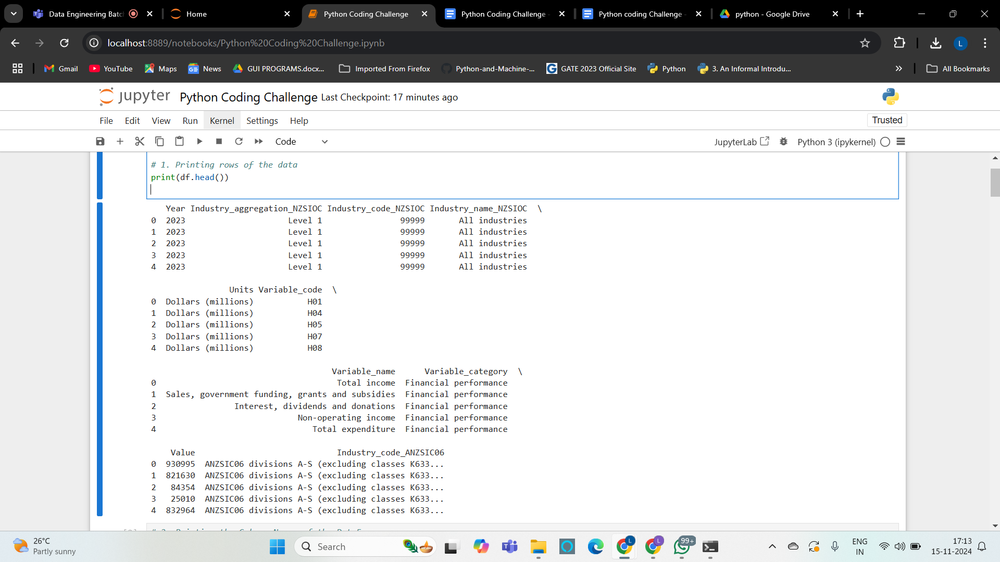 Data Engineering Batc
Home
Python Coding Challenge
Python Coding Challenge -
Python coding Challenge -
python - Google Drive
localhost:8889/notebooks/Python%20Coding%20Challenge.ipynb
L
Gmail
YouTube
Maps
News
GUI PROGRAMS.docx...
Imported From Firefox
Python-and-Machine-...
GATE 2023 Official Site
Python
3. An Informal Introdu...
All Bookmarks
jupyter Python Coding Challenge Last Checkpoint: 17 minutes ago
File Edit View Run Kernel Settings Help
Trusted
Code
JupyterLab
Python 3 (ipykernel)
# 1. Printing rows of the data
print(df.head())
Year Industry_aggregation_NZSIOC Industry_code_NZSIOC Industry_name_NZSIOC \
0 2023 Level 1 99999 All industries
1 2023 Level 1 99999 All industries
2 2023 Level 1 99999 All industries
3 2023 Level 1 99999 All industries
4 2023 Level 1 99999 All industries
Units Variable_code \
0 Dollars (millions) H01
1 Dollars (millions) H04
2 Dollars (millions) H05
3 Dollars (millions) H07
4 Dollars (millions) H08
Variable_name Variable_category \
0 Total income Financial performance
1 Sales, government funding, grants and subsidies Financial performance
2 Interest, dividends and donations Financial performance
3 Non-operating income Financial performance
4 Total expenditure Financial performance
Value Industry_code_ANZSIC06
0 930995 ANZSIC06 divisions A-S (excluding classes K633...
1 821630 ANZSIC06 divisions A-S (excluding classes K633...
2 84354 ANZSIC06 divisions A-S (excluding classes K633...
3 25010 ANZSIC06 divisions A-S (excluding classes K633...
4 832964 ANZSIC06 divisions A-S (excluding classes K633...
26°C
Partly sunny
Search
L
L
99+
ENG
IN
17:13
15-11-2024